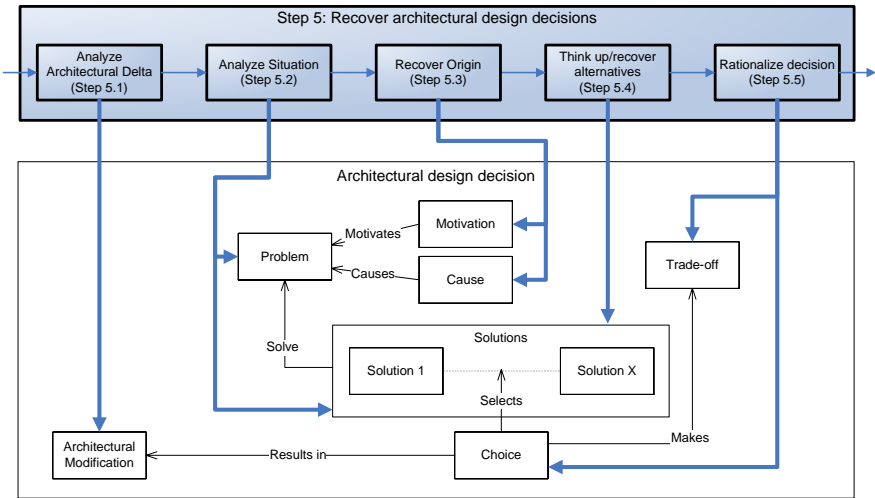 Step 5: Recover architectural design decisions
Analyze
Architectural Delta
(Step 5.1)
Analyze Situation
(Step 5.2)
Recover Origin
(Step 5.3)
Think up/recover
alternatives
(Step 5.4)
Rationalize decision
(Step 5.5)
Architectural design decision
Motivation
Motivates
Problem
Trade-off
Causes
Cause
Solutions
Solve
Solution 1
Solution X
Selects
Architectural
Modification
Results in
Choice
Makes